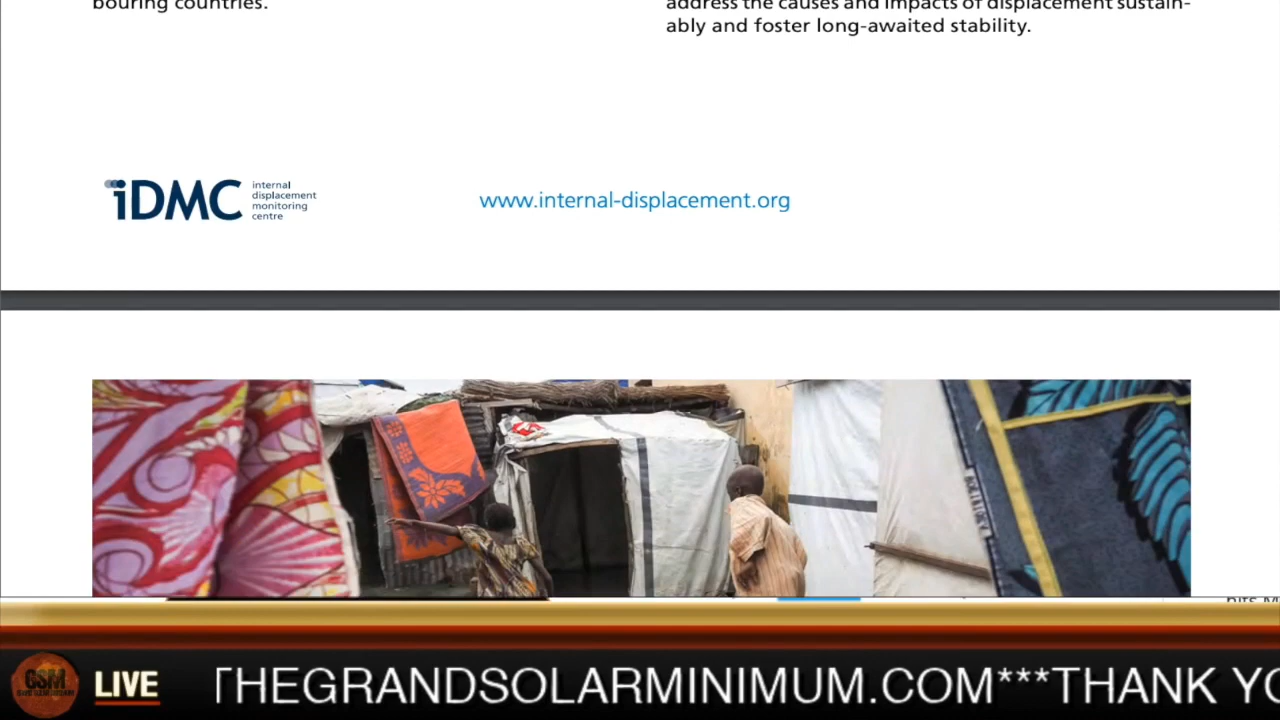 bouring countries.
address the causes and impacts of displacement sustain-
ably and foster long-awaited stability.
iDMC
internal
displacement
monitoring
centre
www.internal-displacement.org
GSM
LIVE
THEGRANDSOLARMINIMUM.COM***THANK YO